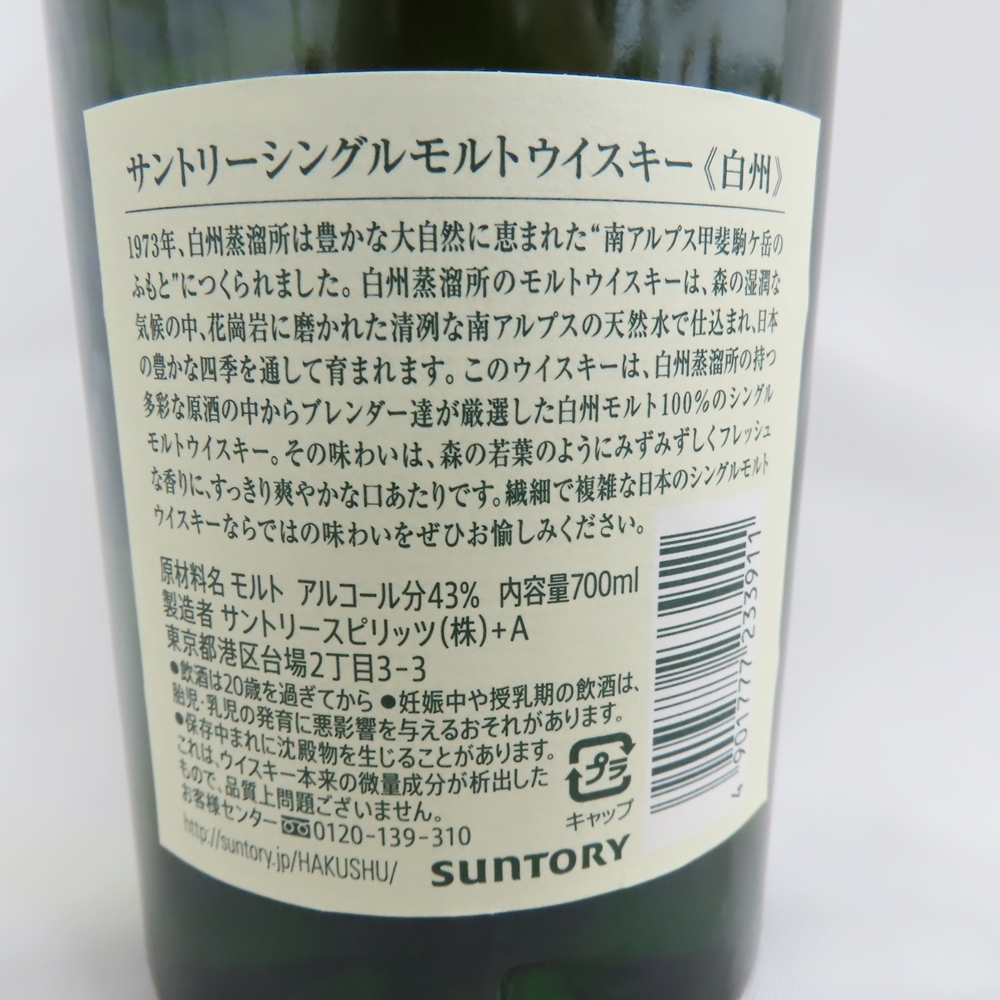 サントリーシングルモルトウイスキー《白州》
1973年、白州蒸溜所は豊かな大自然に恵まれた“南アルプス甲斐駒ケ岳の
ふもと”につくられました。白州蒸溜所のモルトウイスキーは、森の湿潤な
気候の中、花崗岩に磨かれた清冽な南アルプスの天然水で仕込まれ、日本
の豊かな四季を通して育まれます。このウイスキーは、白州蒸溜所の持つ
多彩な原酒の中からブレンダー達が厳選した白州モルト100%のシングル
モルトウイスキー。その味わいは、森の若葉のようにみずみずしくフレッシュ
な香りに、すっきり爽やかな口あたりです。繊細で複雑な日本のシングルモルト
ウイスキーならではの味わいをぜひお愉しみください。
原材料名 モルト アルコール分43% 内容量700ml
製造者 サントリースピリッツ(株)+A
東京都港区台場2丁目3-3
●飲酒は20歳を過ぎてから ●妊娠中や授乳期の飲酒は、
胎児・乳児の発育に悪影響を与えるおそれがあります。
●保存中まれに沈殿物を生じることがあります。
これは、ウイスキー本来の微量成分が析出した
もので、品質上問題ございません。
お客様センター 0120-139-310
http://suntory.jp/HAKUSHU/
SUNTORY
プラ
キャップ
4 901777 233911